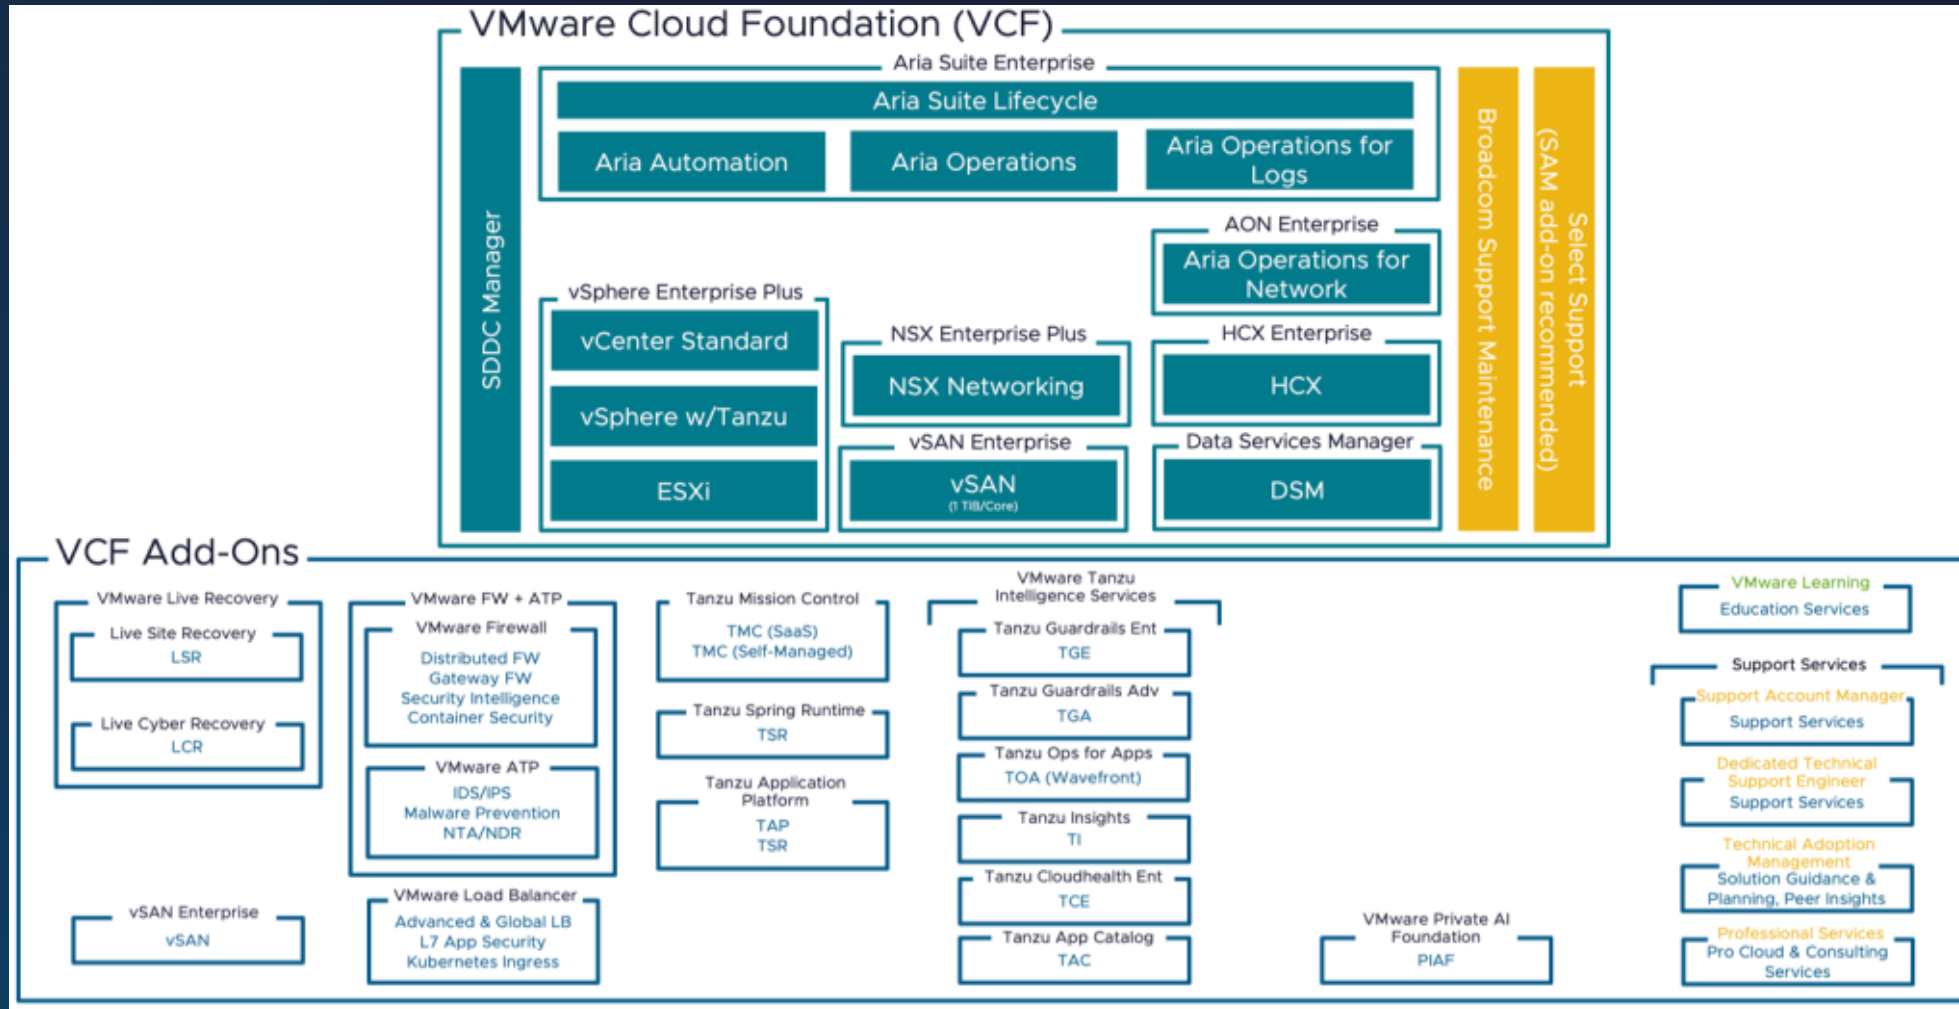 VMware Cloud Foundation (VCF)
SDDC Manager
Aria Suite Enterprise
Aria Suite Lifecycle
Aria Automation
Aria Operations
Aria Operations for
Logs
AON Enterprise
Aria Operations for
Network
vSphere Enterprise Plus
vCenter Standard
vSphere w/Tanzu
ESXi
NSX Enterprise Plus
NSX Networking
vSAN Enterprise
vSAN
(1 TiB/Core)
HCX Enterprise
HCX
Data Services Manager
DSM
Broadcom Support Maintenance
Select Support
(SAM add-on recommended)
VCF Add-Ons
VMware Live Recovery
Live Site Recovery
LSR
Live Cyber Recovery
LCR
vSAN Enterprise
vSAN
VMware FW + ATP
VMware Firewall
Distributed FW
Gateway FW
Security Intelligence
Container Security
VMware ATP
IDS/IPS
Malware Prevention
NTA/NDR
VMware Load Balancer
Advanced & Global LB
L7 App Security
Kubernetes Ingress
Tanzu Mission Control
TMC (SaaS)
TMC (Self-Managed)
Tanzu Spring Runtime
TSR
Tanzu Application
Platform
TAP
TSR
VMware Tanzu
Intelligence Services
Tanzu Guardrails Ent
TGE
Tanzu Guardrails Adv
TGA
Tanzu Ops for Apps
TOA (Wavefront)
Tanzu Insights
TI
Tanzu Cloudhealth Ent
TCE
Tanzu App Catalog
TAC
VMware Private AI
Foundation
PIAF
VMware Learning
Education Services
Support Services
Support Account Manager
Support Services
Dedicated Technical
Support Engineer
Support Services
Technical Adoption
Management
Solution Guidance &
Planning, Peer Insights
Professional Services
Pro Cloud & Consulting
Services